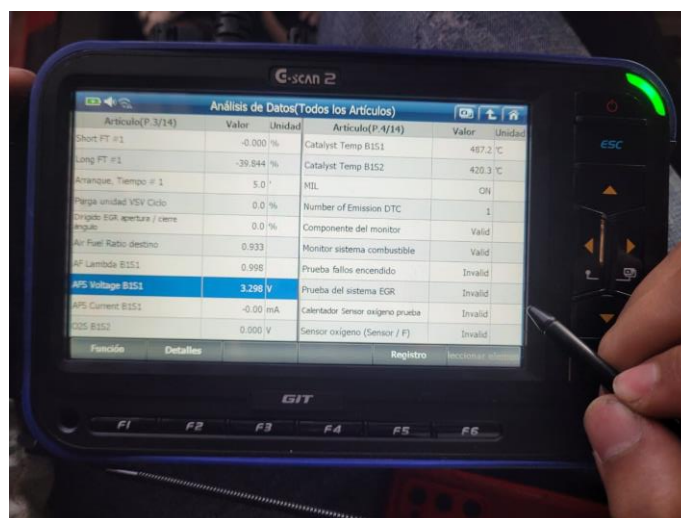 G-scan 2
Análisis de Datos(Todos los Artículos)
Artículo(P.3/14) Valor Unidad Artículo(P.4/14) Valor Unidad
Short FT #1 -0.000 % Catalyst Temp B1S1 487.2 ℃
Long FT #1 -39.844 % Catalyst Temp B1S2 420.3 ℃
Arranque, Tiempo # 1 5.0 ° MIL ON
Purga unidad VSV Ciclo 0.0 % Number of Emission DTC 1
Dirigido EGR apertura / cierre
ángulo 0.0 % Componente del monitor Valid
Air Fuel Ratio destino 0.933 Monitor sistema combustible Valid
AF Lambda B1S1 0.998 Prueba fallos encendido Invalid
AFS Voltage B1S1 3.298 V Prueba del sistema EGR Invalid
AFS Current B1S1 -0.00 mA Calentador Sensor oxigeno prueba Invalid
O2S B1S2 0.000 V Sensor oxigeno (Sensor / F) Invalid
Función Detalles Registro
ESC
GIT
F1 F2 F3 F4 F5 F6